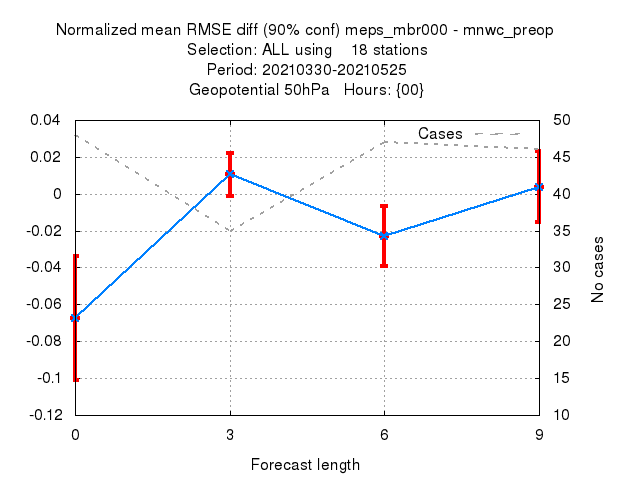 Normalized mean RMSE diff (90% conf) meps_mbr000 - mnwc_preop
Selection: ALL using    18 stations
Period: 20210330-20210525
Geopotential 50hPa   Hours: {00}
Cases
0.04
0.02
0
-0.02
-0.04
-0.06
-0.08
-0.1
-0.12
50
45
40
35
30
25
20
15
10
No cases
0 3 6 9
Forecast length